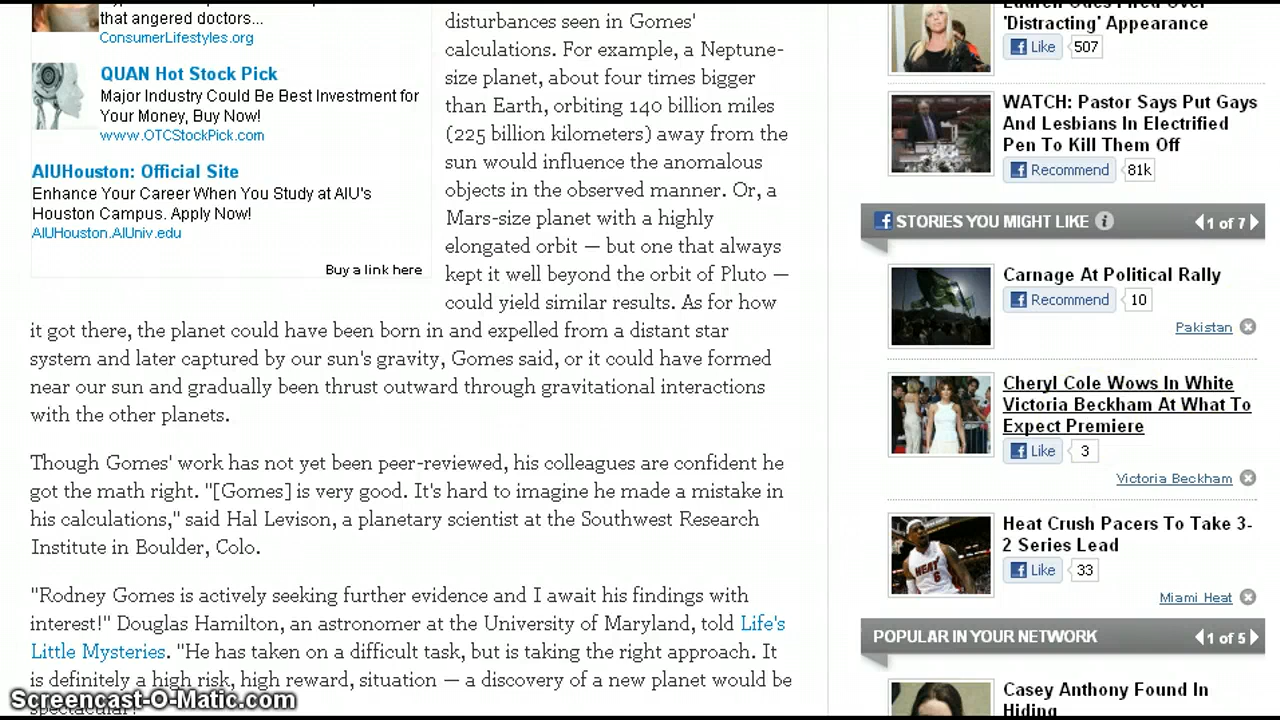 that angered doctors...
ConsumerLifestyles.org
QUAN Hot Stock Pick
Major Industry could Be Best Investment for
Your Money, Buy Now!
www.OTCStockPick.com
AIUHouston: Official Site
Enhance Your Career When You Study at AIU's
Houston Campus. Apply Now!
AIUHouston.AIUniv.edu
Buy a link here
disturbances seen in Gomes'
calculations. For example, a Neptune-
size planet, about four times bigger
than Earth, orbiting 140 billion miles
(225 billion kilometers) away from the
sun would influence the anomalous
objects in the observed manner. Or, a
Mars-size planet with a highly
elongated orbit — but one that always
kept it well beyond the orbit of Pluto —
could yield similar results. As for how
it got there, the planet could have been born in and expelled from a distant star
system and later captured by our sun's gravity, Gomes said, or it could have formed
near our sun and gradually been thrust outward through gravitational interactions
with the other planets.
Though Gomes' work has not yet been peer-reviewed, his colleagues are confident he
got the math right. "[Gomes] is very good. It's hard to imagine he made a mistake in
his calculations," said Hal Levison, a planetary scientist at the Southwest Research
Institute in Boulder, Colo.
"Rodney Gomes is actively seeking further evidence and I await his findings with
interest!" Douglas Hamilton, an astronomer at the University of Maryland, told Life's
Little Mysteries. "He has taken on a difficult task, but is taking the right approach. It
is definitely a high risk, high reward, situation — a discovery of a new planet would be
spectacular!"
'Distracting' Appearance
Like 507
WATCH: Pastor Says Put Gays
And Lesbians In Electrified
Pen To Kill Them Off
Recommend 81k
STORIES YOU MIGHT LIKE 1 of 7
Carnage At Political Rally
Recommend 10
Pakistan
Cheryl Cole Wows In White
Victoria Beckham At What To
Expect Premiere
Like 3
Victoria Beckham
Heat Crush Pacers To Take 3-
2 Series Lead
Like 33
Miami Heat
POPULAR IN YOUR NETWORK 1 of 5
Casey Anthony Found In
Hiding
HEAT
6
Screencast-O-Matic.com